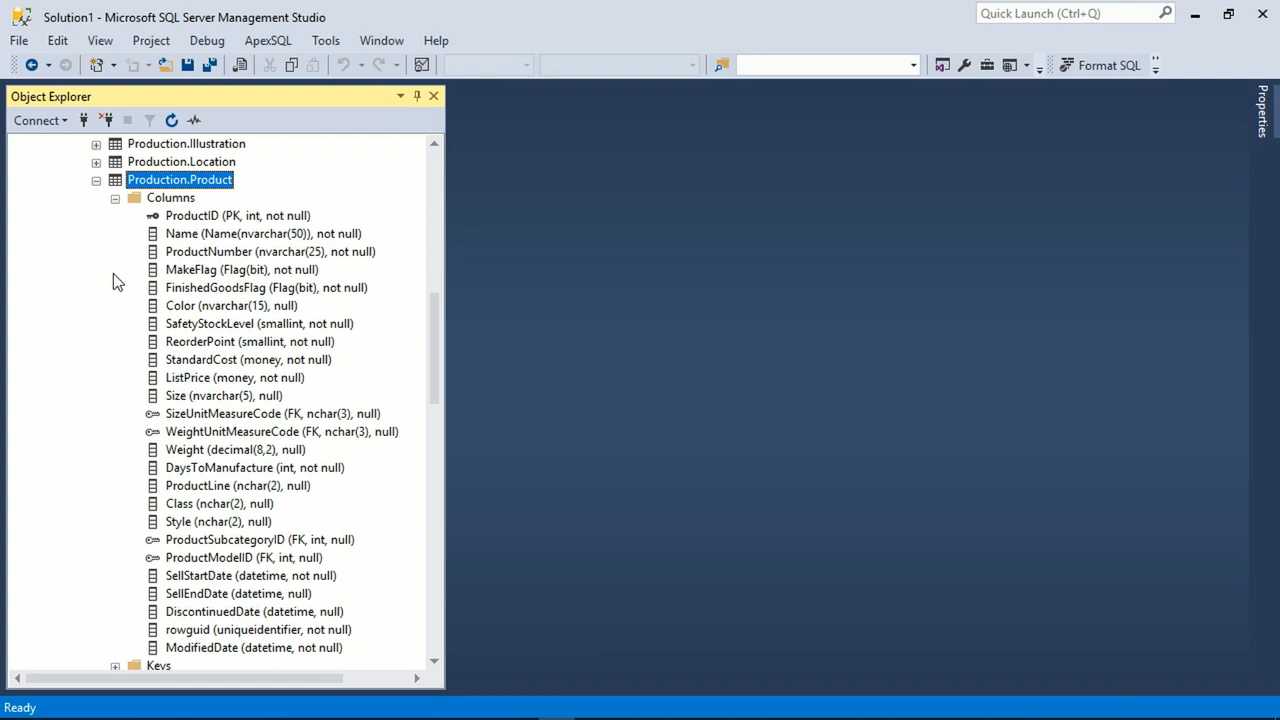 Solution1 - Microsoft SQL Server Management Studio
Quick Launch (Ctrl+Q)
File Edit View Project Debug ApexSQL Tools Window Help
Format SQL
Object Explorer
Properties
Connect
Production.Illustration
Production.Location
Production.Product
Columns
ProductID (PK, int, not null)
Name (Name(nvarchar(50)), not null)
ProductNumber (nvarchar(25), not null)
MakeFlag (Flag(bit), not null)
FinishedGoodsFlag (Flag(bit), not null)
Color (nvarchar(15), null)
SafetyStockLevel (smallint, not null)
ReorderPoint (smallint, not null)
StandardCost (money, not null)
ListPrice (money, not null)
Size (nvarchar(5), null)
SizeUnitMeasureCode (FK, nchar(3), null)
WeightUnitMeasureCode (FK, nchar(3), null)
Weight (decimal(8,2), null)
DaysToManufacture (int, not null)
ProductLine (nchar(2), null)
Class (nchar(2), null)
Style (nchar(2), null)
ProductSubcategoryID (FK, int, null)
ProductModelID (FK, int, null)
SellStartDate (datetime, not null)
SellEndDate (datetime, null)
DiscontinuedDate (datetime, null)
rowguid (uniqueidentifier, not null)
ModifiedDate (datetime, not null)
Keys
Ready